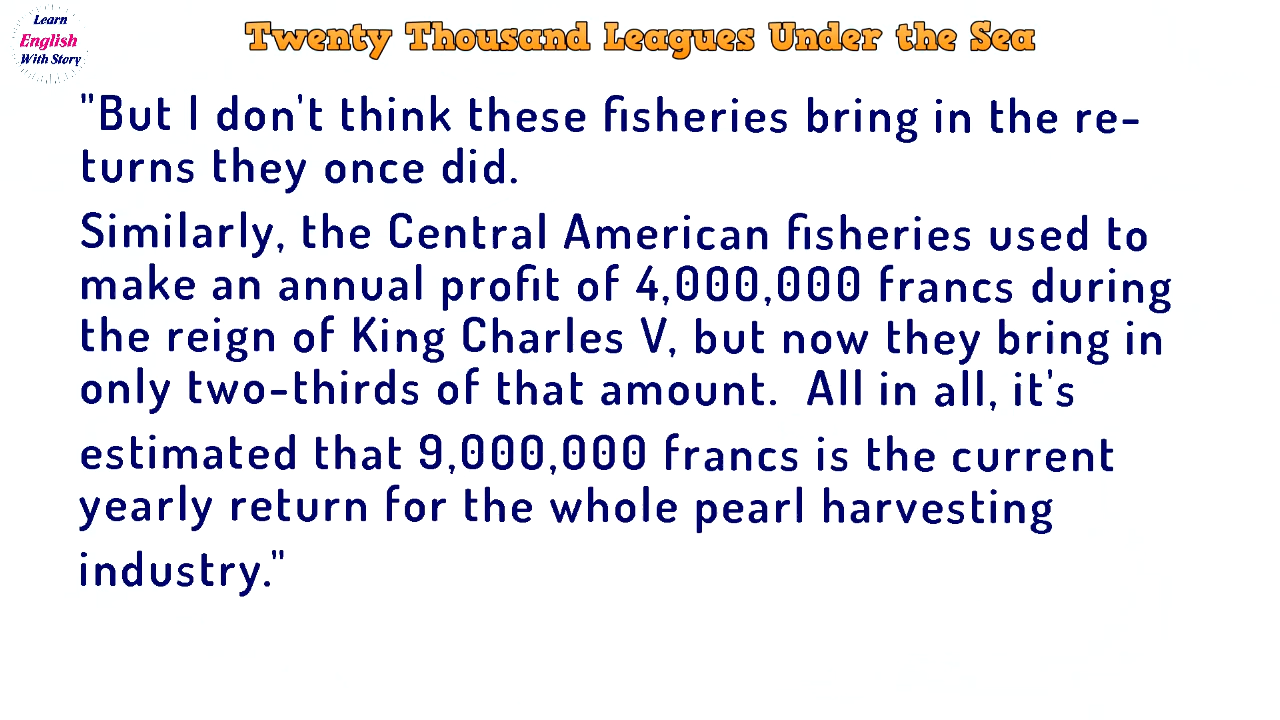 Learn
English
With Story
Twenty Thousand Leagues Under the Sea
"But I don't think these fisheries bring in the re-
turns they once did.
Similarly, the Central American fisheries used to
make an annual profit of 4,000,000 francs during
the reign of King Charles V, but now they bring in
only two-thirds of that amount.  All in all, it's
estimated that 9,000,000 francs is the current
yearly return for the whole pearl harvesting
industry."